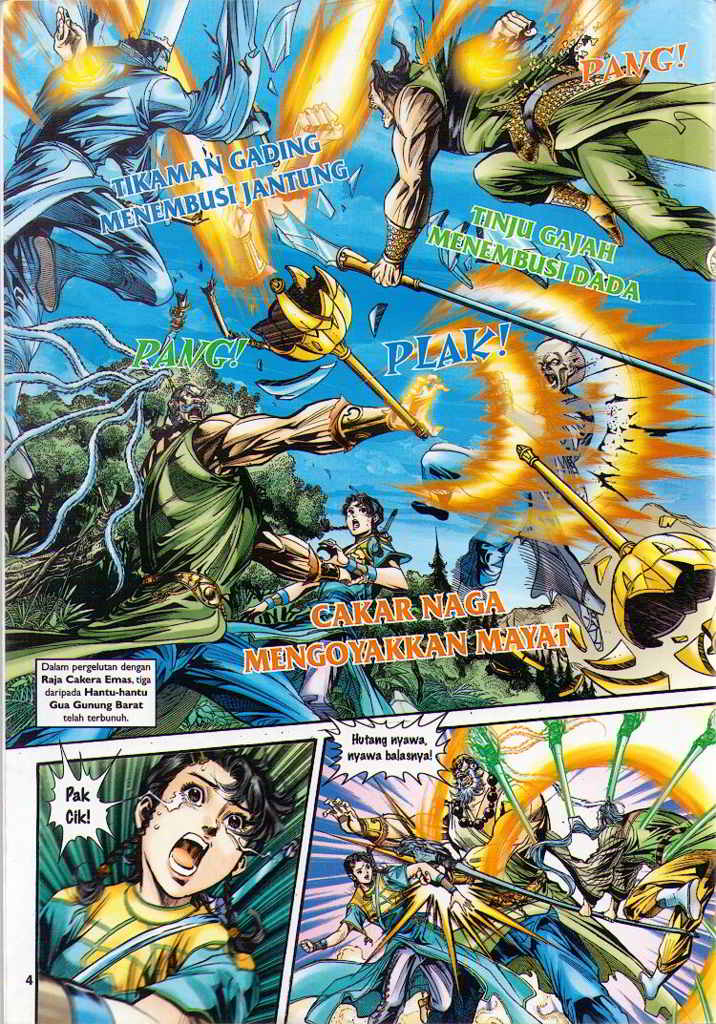 PANG!
TIKAMAN GADING
MENEMBUSI JANTUNG
TINJU GAJAH
MENEMBUSI DADA
PANG!
PLAK!
CAKAR NAGA
MENGOYAKKAN MAYAT
Dalam pergelutan dengan
Raja Cakera Emas, tiga
daripada Hantu-hantu
Gua Gunung Barat
telah terbunuh.
Pak
Cik!
Hutang nyawa,
nyawa balasnya!
4